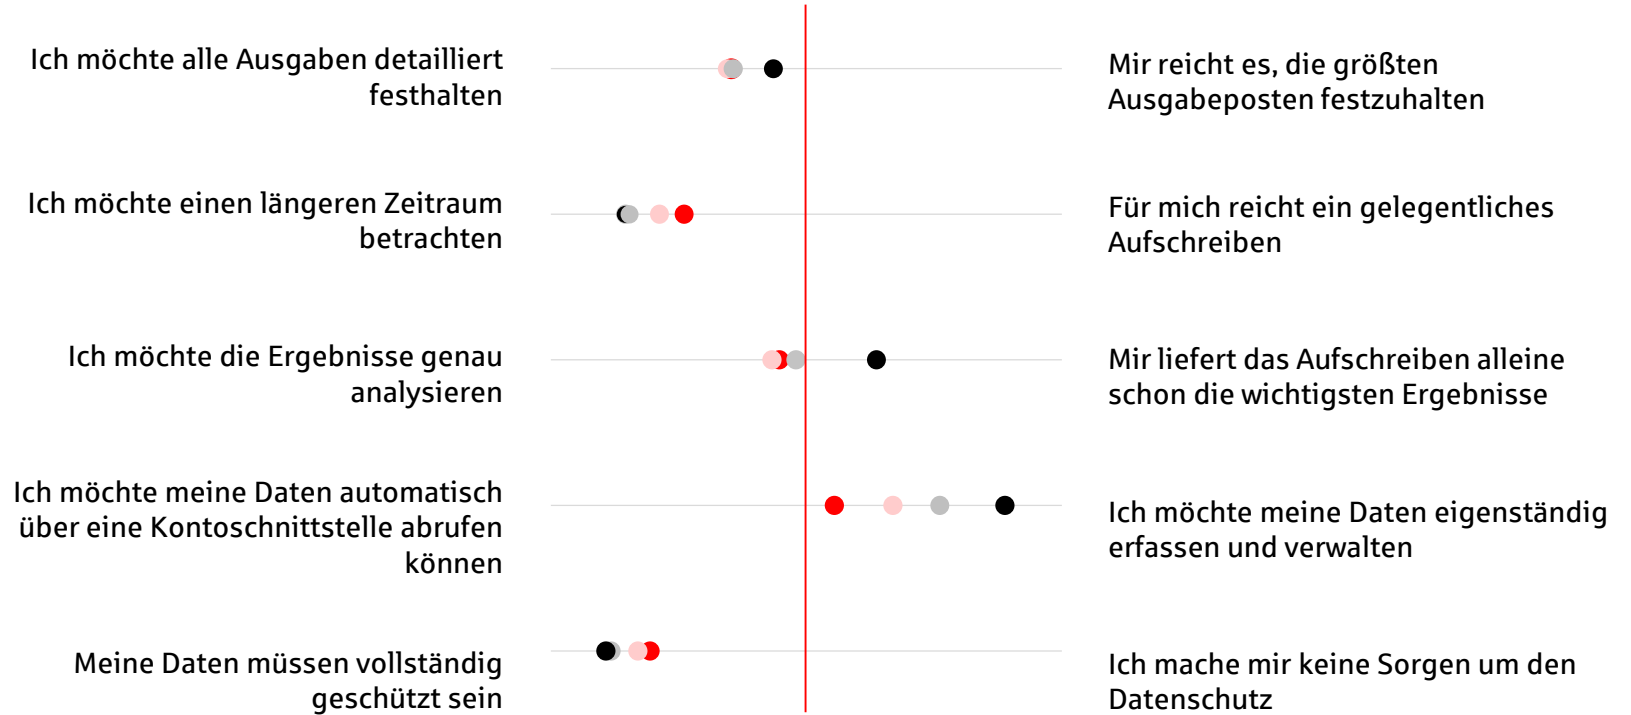 Ich möchte alle Ausgaben detailliert
festhalten
Mir reicht es, die größten
Ausgabeposten festzuhalten
Ich möchte einen längeren Zeitraum
betrachten
Für mich reicht ein gelegentliches
Aufschreiben
Ich möchte die Ergebnisse genau
analysieren
Mir liefert das Aufschreiben alleine
schon die wichtigsten Ergebnisse
Ich möchte meine Daten automatisch
über eine Kontoschnittstelle abrufen
können
Ich möchte meine Daten eigenständig
erfassen und verwalten
Meine Daten müssen vollständig
geschützt sein
Ich mache mir keine Sorgen um den
Datenschutz